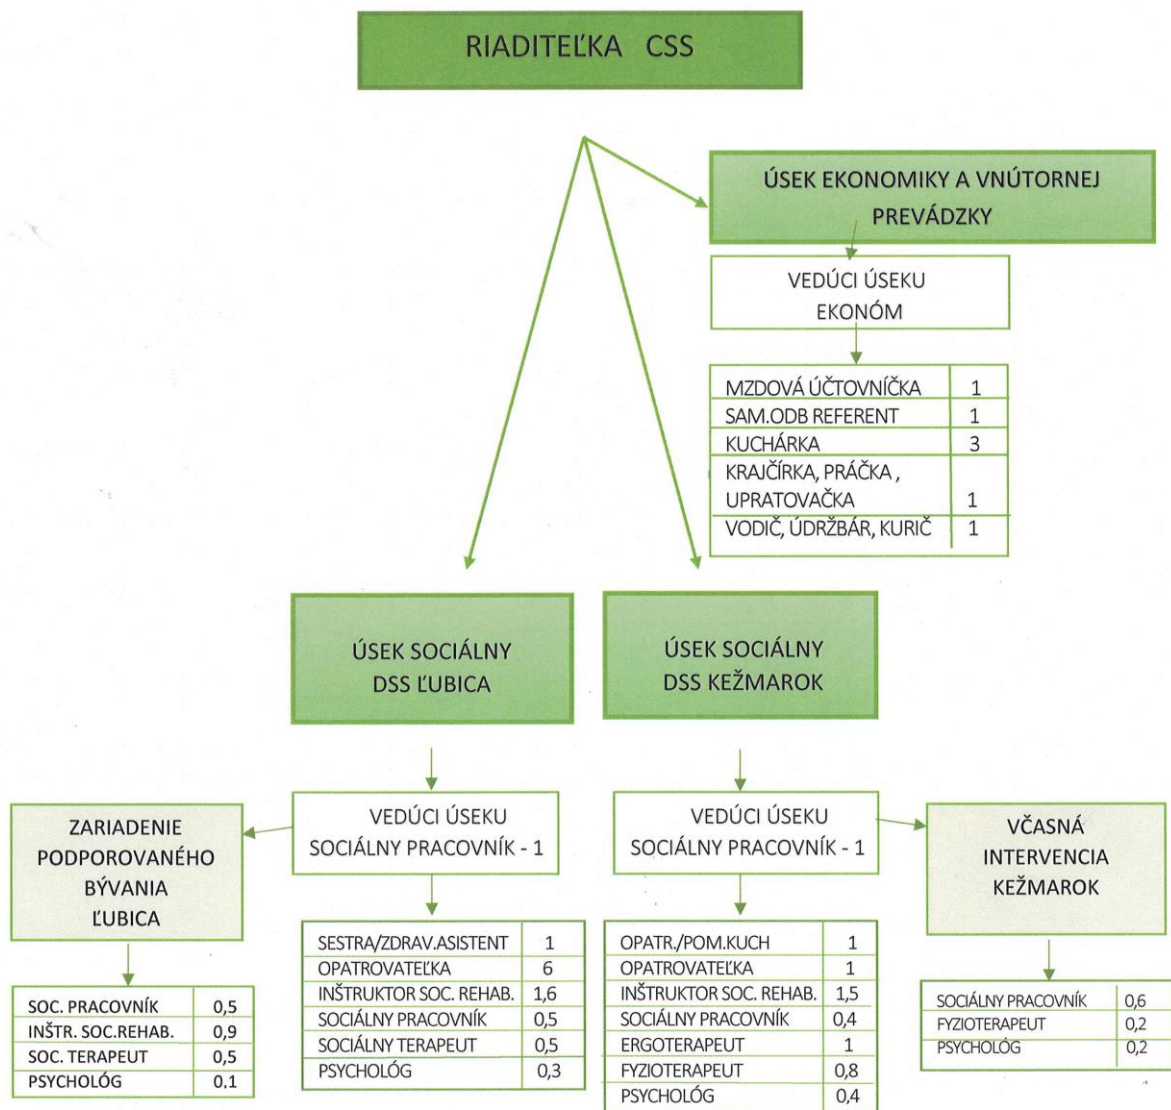 RIADITEĽKA CSS
ÚSEK EKONOMIKY A VNÚTORNEJ
PREVÁDZKY
VEDÚCI ÚSEKU
EKONÓM
MZDOVÁ ÚČTOVNÍČKA 1
SAM.ODB REFERENT 1
KUCHÁRKA 3
KRAJČÍRKA, PRÁČKA ,
UPRATOVAČKA 1
VODIČ, ÚDRŽBÁR, KURIČ 1
ÚSEK SOCIÁLNY
DSS ĽUBICA
ÚSEK SOCIÁLNY
DSS KEŽMAROK
ZARIADENIE
PODPOROVANÉHO
BÝVANIA
ĽUBICA
VEDÚCI ÚSEKU
SOCIÁLNY PRACOVNÍK - 1
VEDÚCI ÚSEKU
SOCIÁLNY PRACOVNÍK - 1
VČASNÁ
INTERVENCIA
KEŽMAROK
SOC. PRACOVNÍK 0,5
INŠTR. SOC.REHAB. 0,9
SOC. TERAPEUT 0,5
PSYCHOLÓG 0,1
SESTRA/ZDRAV.ASISTENT 1
OPATROVATEĽKA 6
INŠTRUKTOR SOC. REHAB. 1,6
SOCIÁLNY PRACOVNÍK 0,5
SOCIÁLNY TERAPEUT 0,5
PSYCHOLÓG 0,3
OPATR./POM.KUCH 1
OPATROVATEĽKA 1
INŠTRUKTOR SOC. REHAB. 1,5
SOCIÁLNY PRACOVNÍK 0,4
ERGOTERAPEUT 1
FYZIOTERAPEUT 0,8
PSYCHOLÓG 0,4
SOCIÁLNY PRACOVNÍK 0,6
FYZIOTERAPEUT 0,2
PSYCHOLÓG 0,2